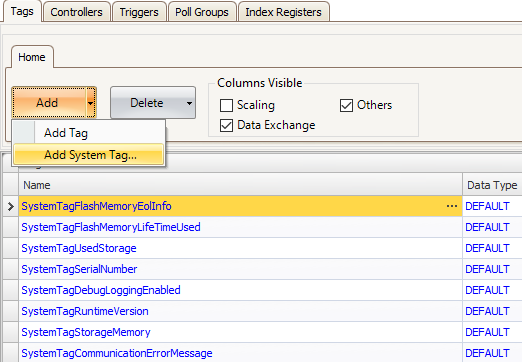 Tags Controllers Triggers Poll Groups Index Registers
Home
Columns Visible
Add Delete Scaling Others
Data Exchange
Add Tag
Add System Tag...
Name Data Type
SystemTagFlashMemoryEolInfo ... DEFAULT
SystemTagFlashMemoryLifeTimeUsed DEFAULT
SystemTagUsedStorage DEFAULT
SystemTagSerialNumber DEFAULT
SystemTagDebugLoggingEnabled DEFAULT
SystemTagRuntimeVersion DEFAULT
SystemTagStorageMemory DEFAULT
SystemTagCommunicationErrorMessage DEFAULT